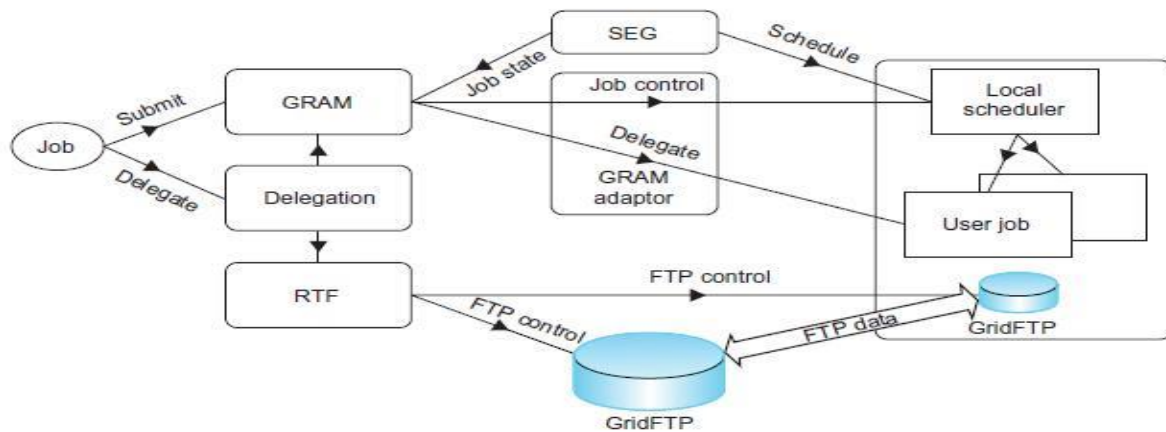 SEG
Schedule
Job state
Submit
GRAM
Job control
Local
scheduler
Job
Delegate
Delegation
Delegate
GRAM
adaptor
User job
RTF
FTP control
FTP control
FTP data
GridFTP
GridFTP